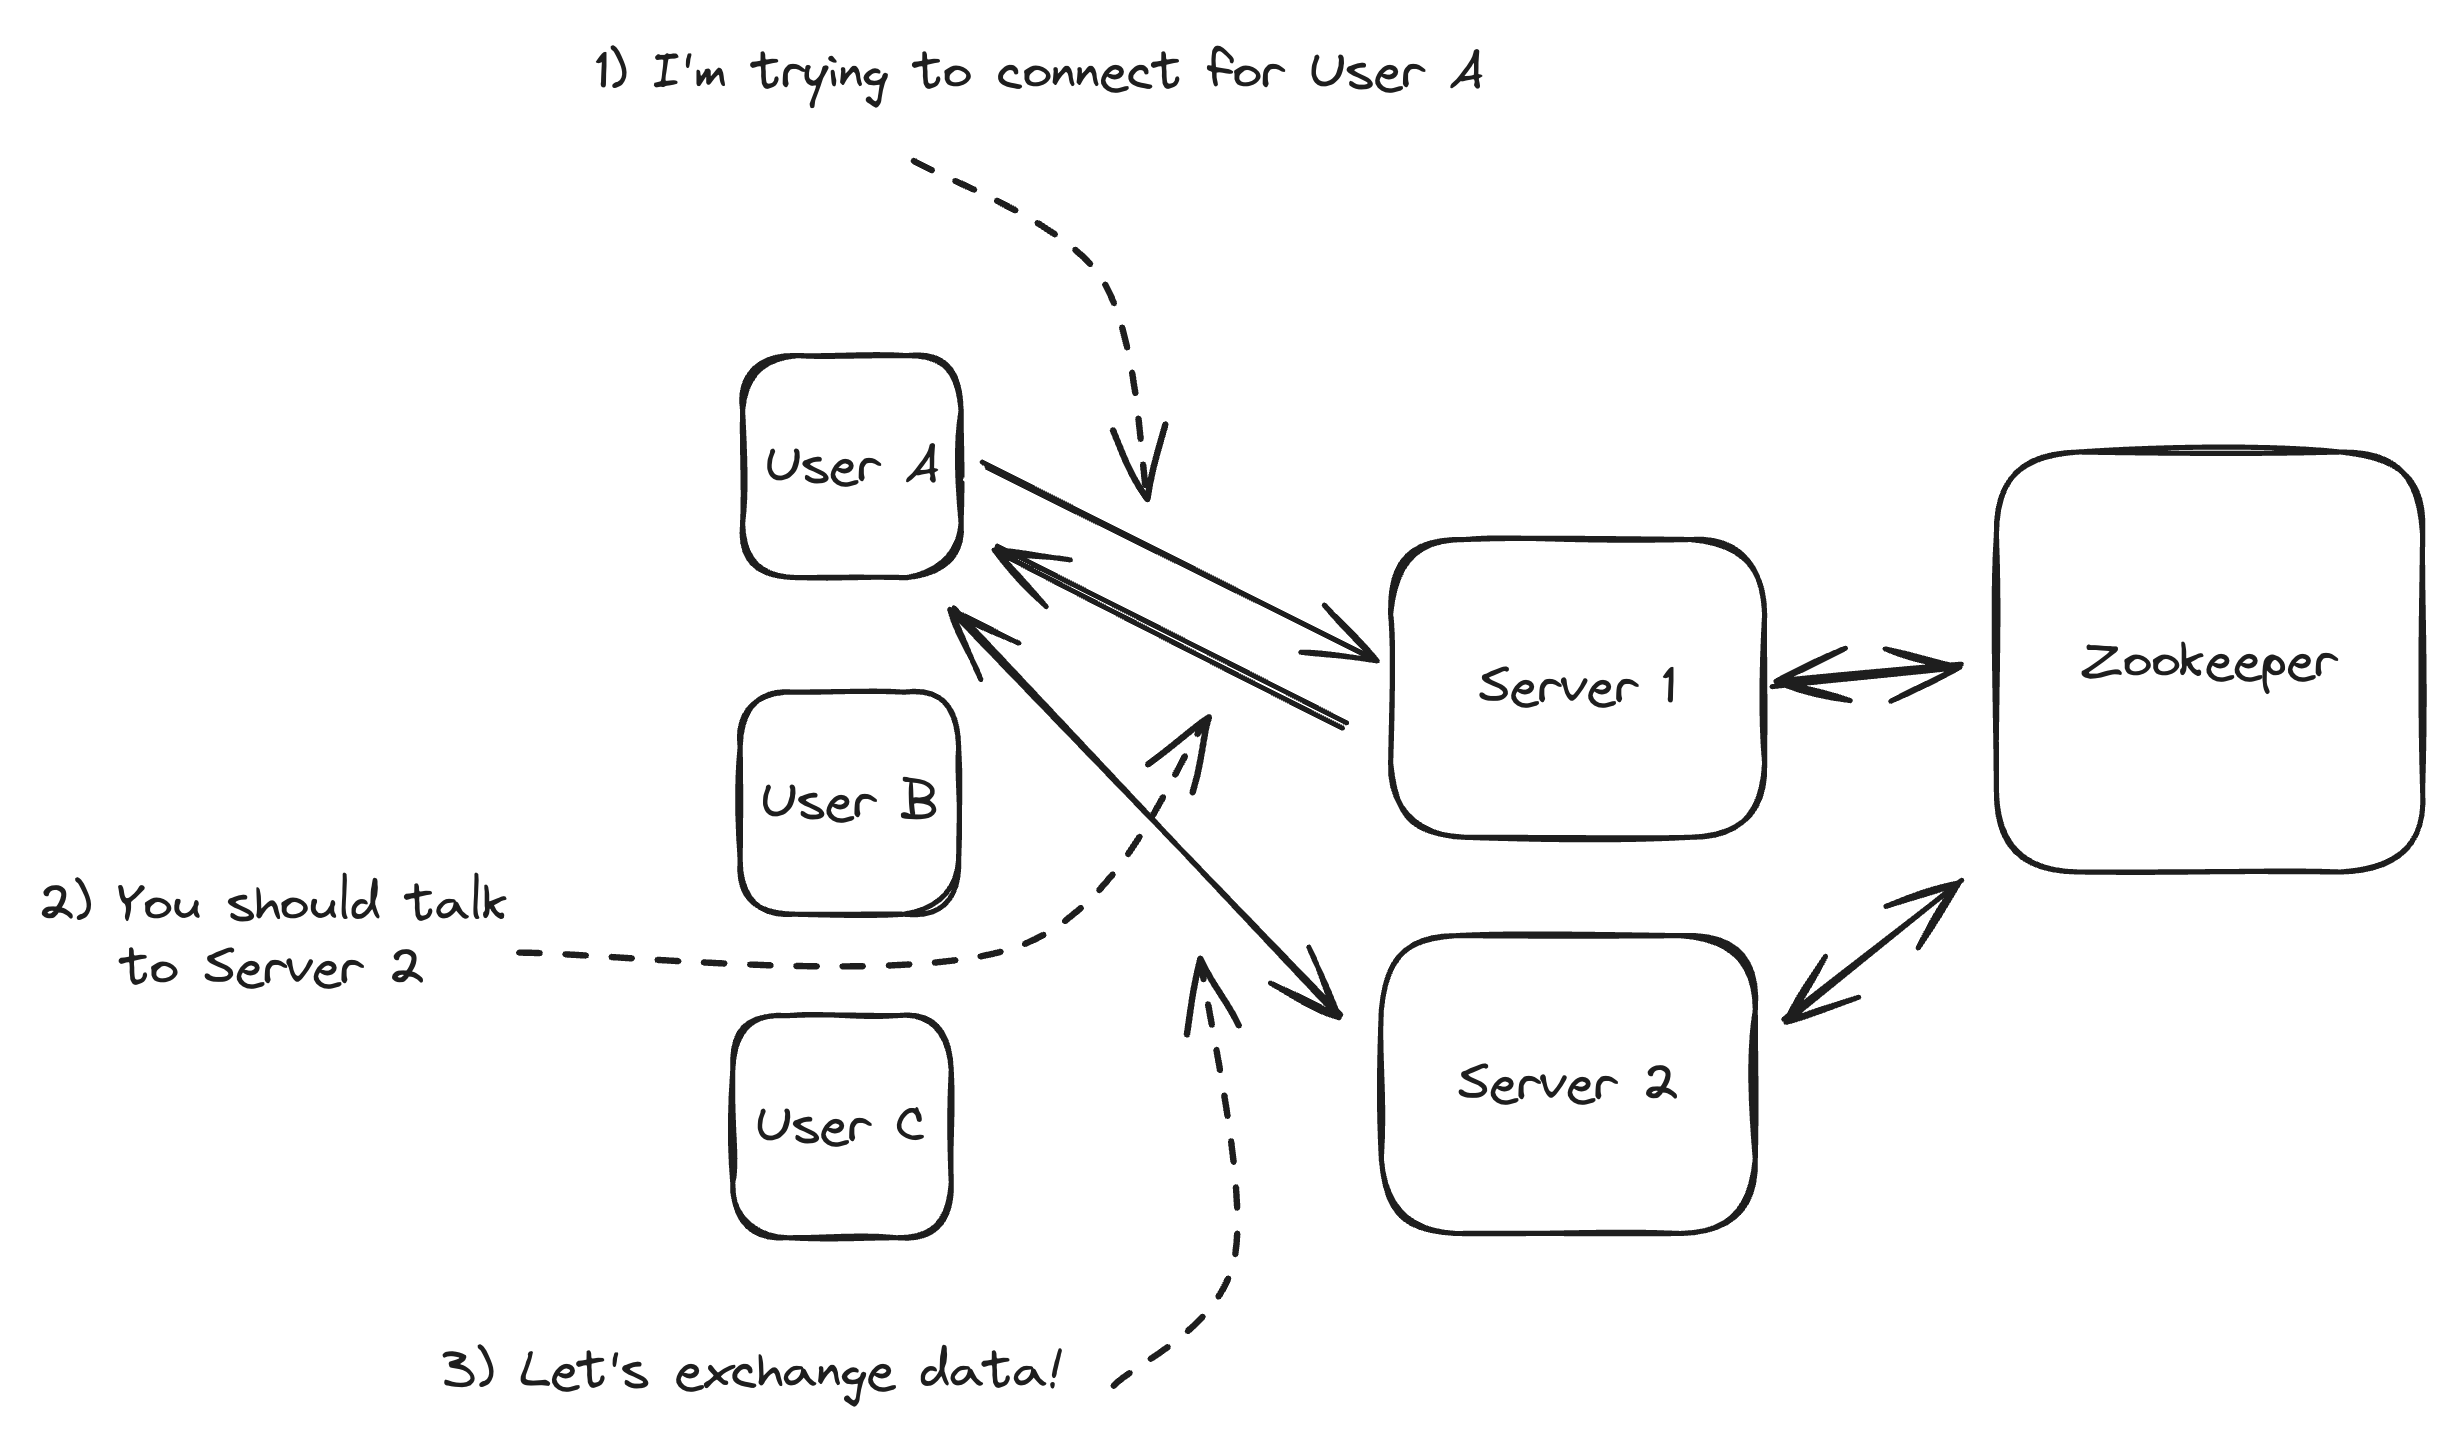 1) I'm trying to connect for User A
User A
Server 1
Zookeeper
User B
2) You should talk
to Server 2
Server 2
User C
3) Let's exchange data!